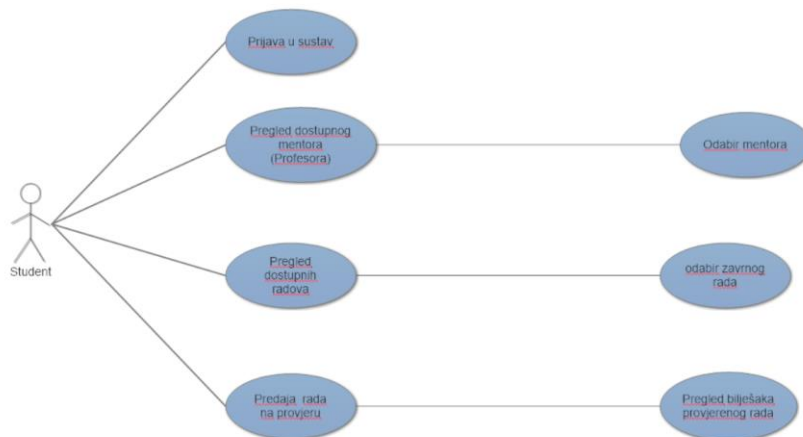 Prijava u sustav
Pregled dostupnog
mentora
(Profesora)
Odabir mentora
Student
Pregled
dostupnih
radova
odabir zavrnog
rada
Predaja rada
na provjeru
Pregled bilješaka
provjerenog rada